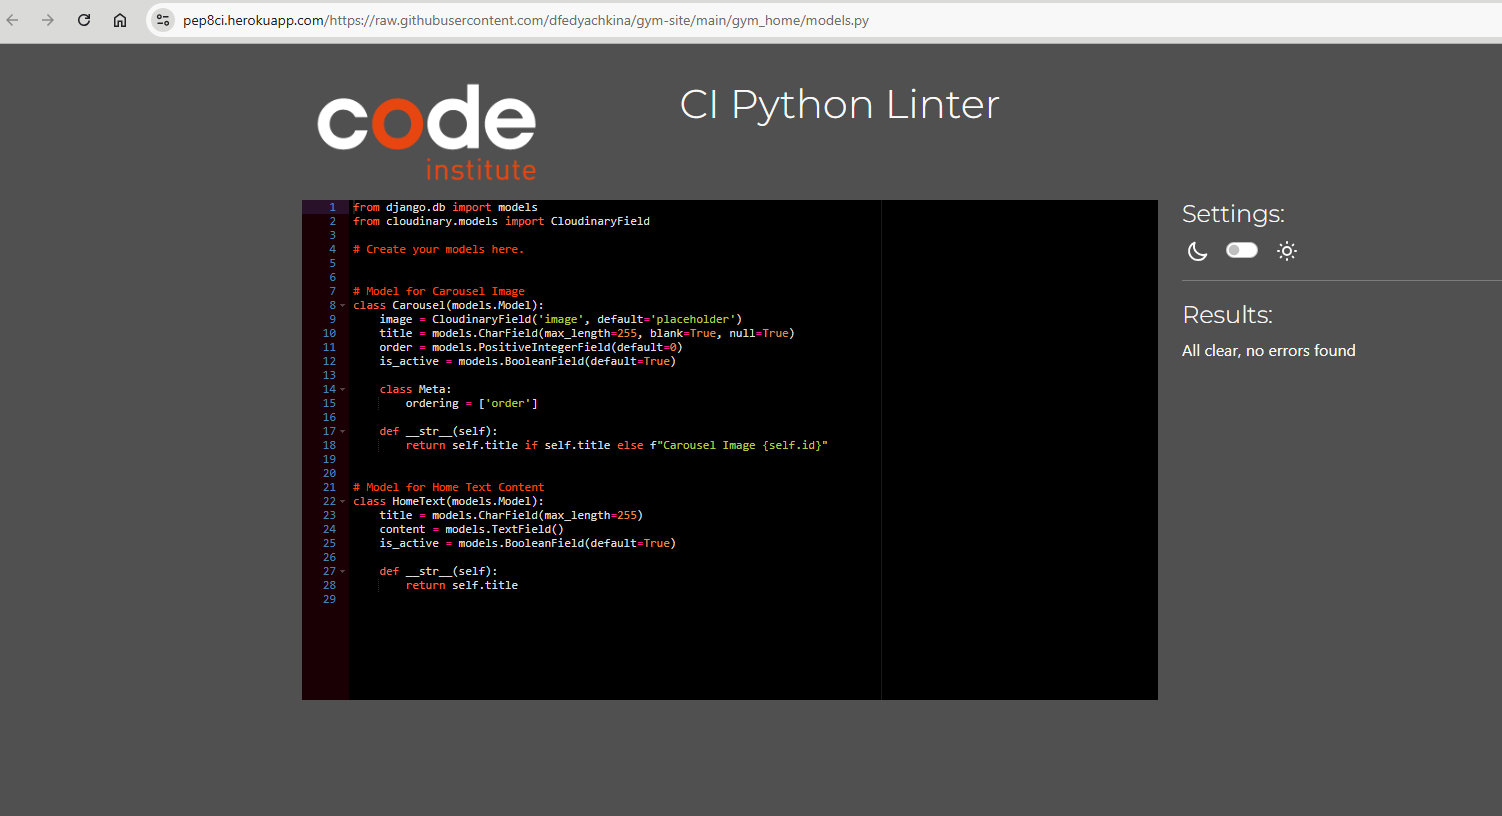 pep8ci.herokuapp.com/https://raw.githubusercontent.com/dfedyachkina/gym-site/main/gym_home/models.py
code
institute
CI Python Linter
1 from django.db import models
2 from cloudinary.models import CloudinaryField
3
4 # Create your models here.
5
6
7 # Model for Carousel Image
8 class Carousel(models.Model):
9     image = CloudinaryField('image', default='placeholder')
10     title = models.CharField(max_length=255, blank=True, null=True)
11     order = models.PositiveIntegerField(default=0)
12     is_active = models.BooleanField(default=True)
13
14     class Meta:
15         ordering = ['order']
16
17     def __str__(self):
18         return self.title if self.title else f"Carousel Image {self.id}"
19
20
21 # Model for Home Text Content
22 class HomeText(models.Model):
23     title = models.CharField(max_length=255)
24     content = models.TextField()
25     is_active = models.BooleanField(default=True)
26
27     def __str__(self):
28         return self.title
29
Settings:
Results:
All clear, no errors found